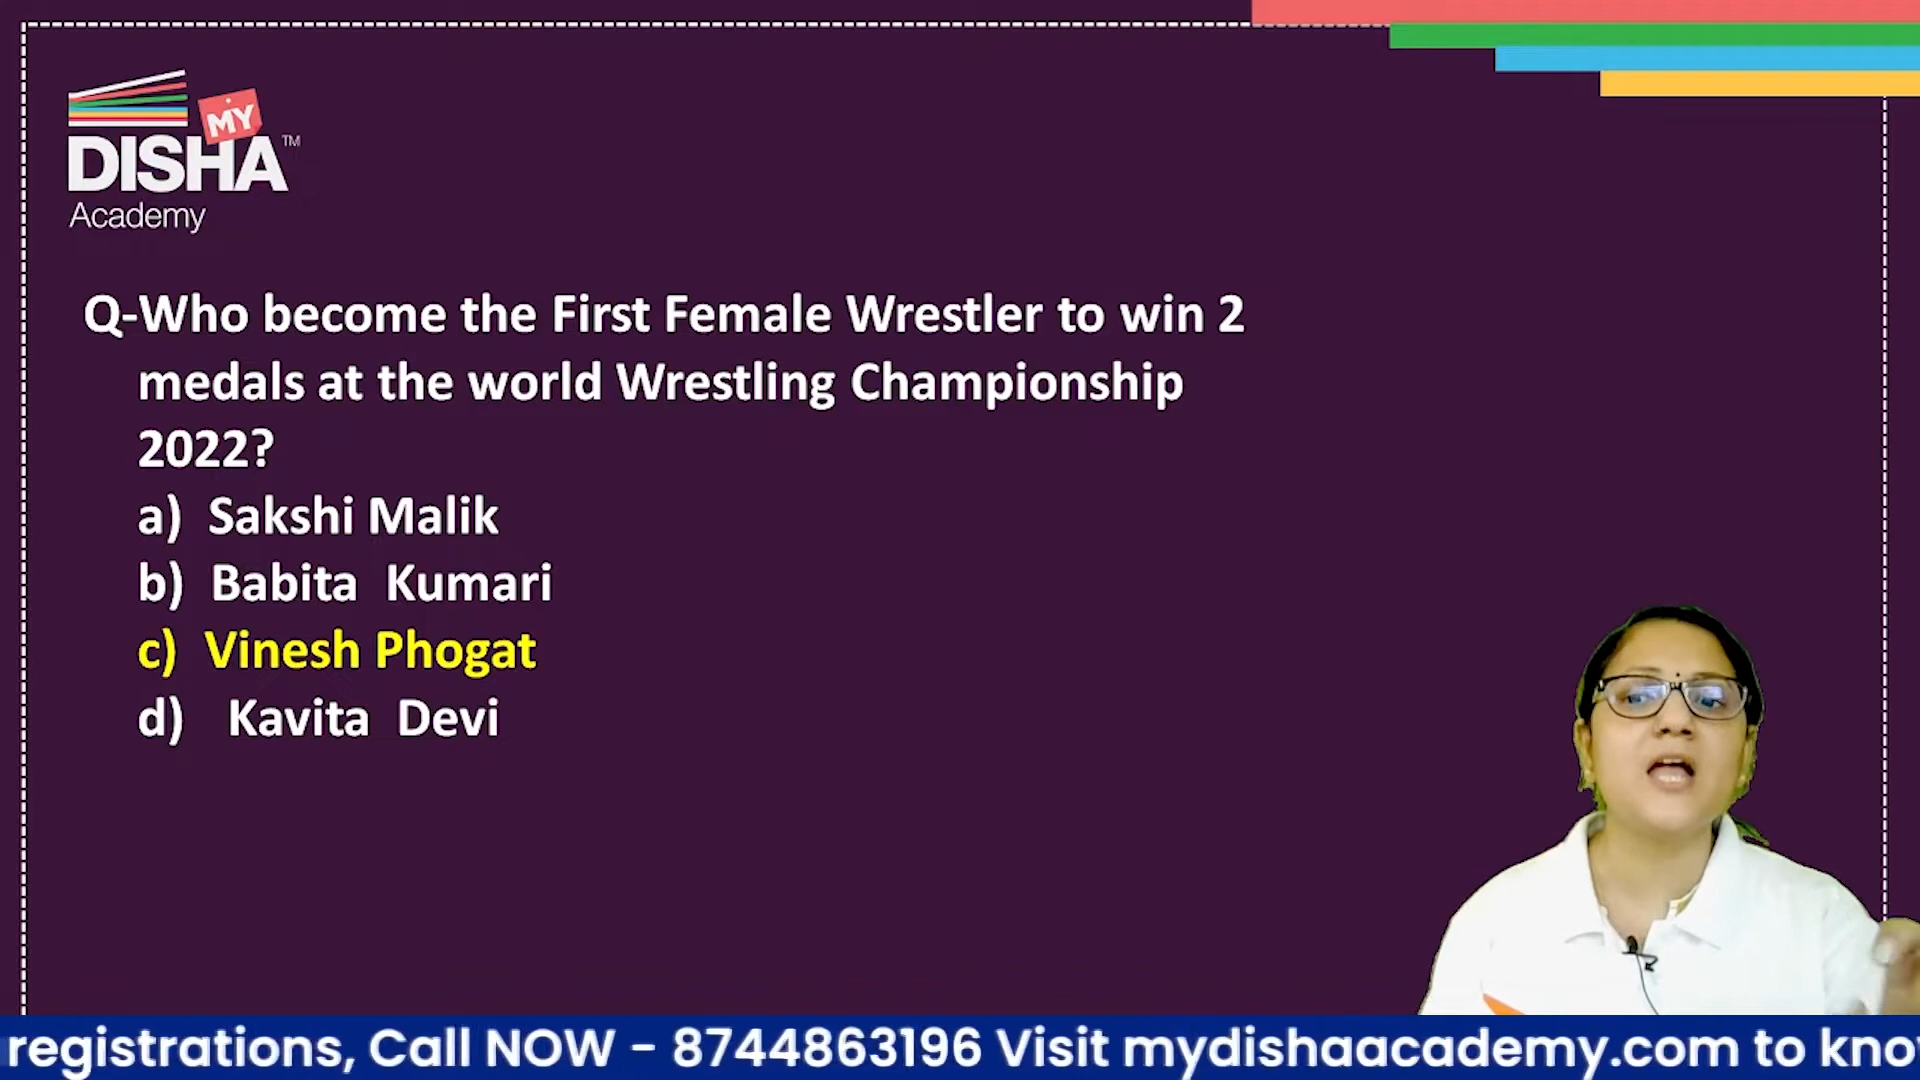 MY
DISHA™
Academy
Q-Who become the First Female Wrestler to win 2
medals at the world Wrestling Championship
2022?
a) Sakshi Malik
b) Babita Kumari
c) Vinesh Phogat
d) Kavita Devi
registrations, Call NOW - 8744863196 Visit mydishaacademy.com to kno